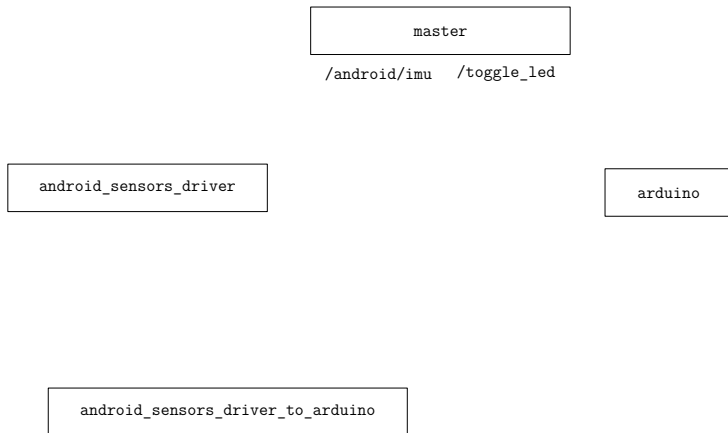 master
/android/imu /toggle_led
android_sensors_driver
arduino
android_sensors_driver_to_arduino